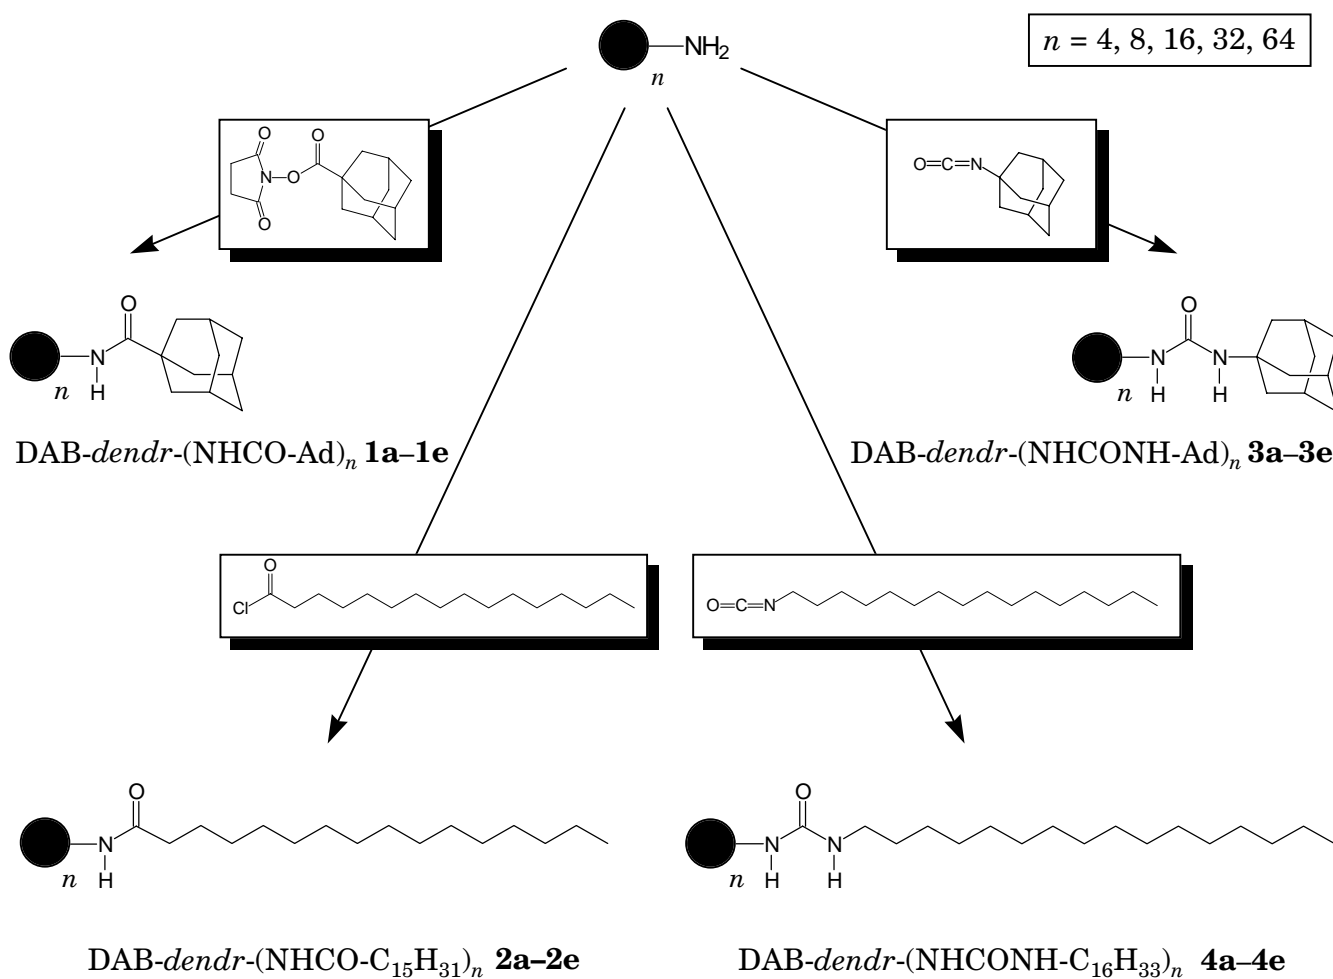 NH₂
n
n = 4, 8, 16, 32, 64
O
N
O
O
O
O=C=N
O
N
H
n
O
N
H
N
H
n
DAB-dendr-(NHCO-Ad)ₙ 1a–1e
DAB-dendr-(NHCONH-Ad)ₙ 3a–3e
O
Cl
O=C=N
O
N
H
n
O
N
H
N
H
n
DAB-dendr-(NHCO-C₁₅H₃₁)ₙ 2a–2e
DAB-dendr-(NHCONH-C₁₆H₃₃)ₙ 4a–4e